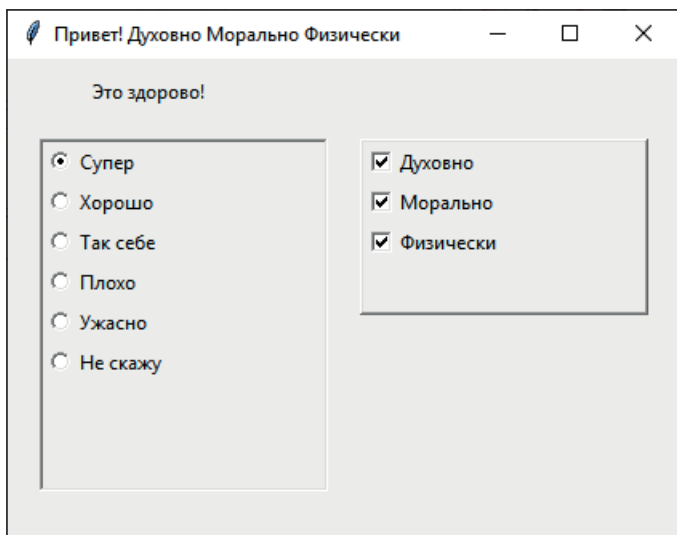 Привет! Духовно Морально Физически
Это здорово!
Супер
Хорошо
Так себе
Плохо
Ужасно
Не скажу
Духовно
Морально
Физически